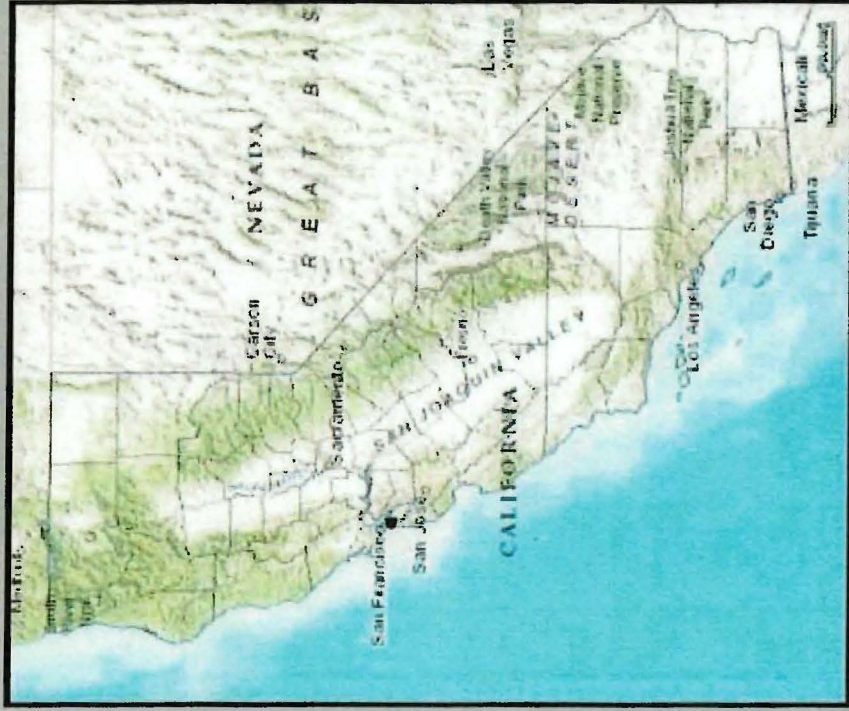 NEVADA
GREAT BAS
Carson
City
Sacramento
San Francisco
San Jose
Fresno
SAN JOAQUIN VALLEY
CALIFORNIA
Las
Vegas
Death Valley
National
Park
MOJAVE
DESERT
Mojave
National
Preserve
Joshua Tree
National
Park
Los Angeles
San
Diego
Tijuana
Mexicali